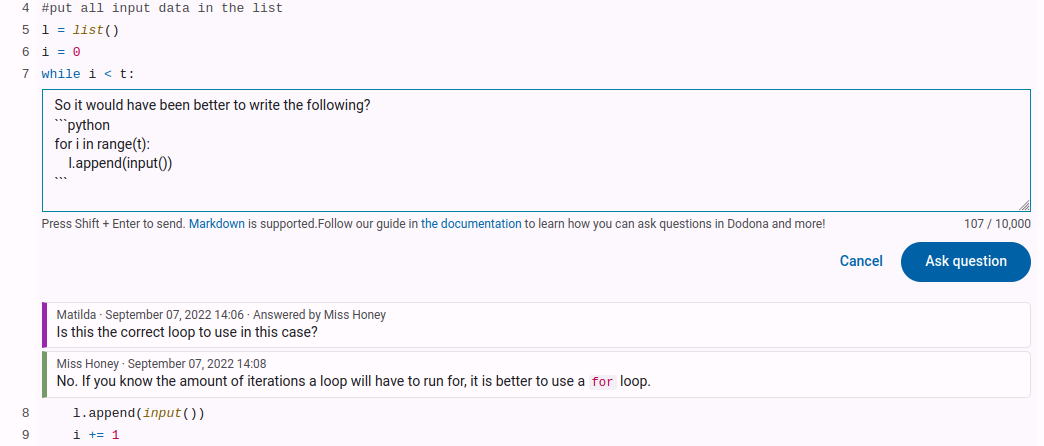 4 #put all input data in the list
5 l = list()
6 i = 0
7 while i < t:
So it would have been better to write the following?
```python
for i in range(t):
    l.append(input())
```
Press Shift + Enter to send. Markdown is supported.Follow our guide in the documentation to learn how you can ask questions in Dodona and more! 107 / 10,000
Cancel Ask question
Matilda · September 07, 2022 14:06 · Answered by Miss Honey
Is this the correct loop to use in this case?
Miss Honey · September 07, 2022 14:08
No. If you know the amount of iterations a loop will have to run for, it is better to use a for loop.
8     l.append(input())
9     i += 1